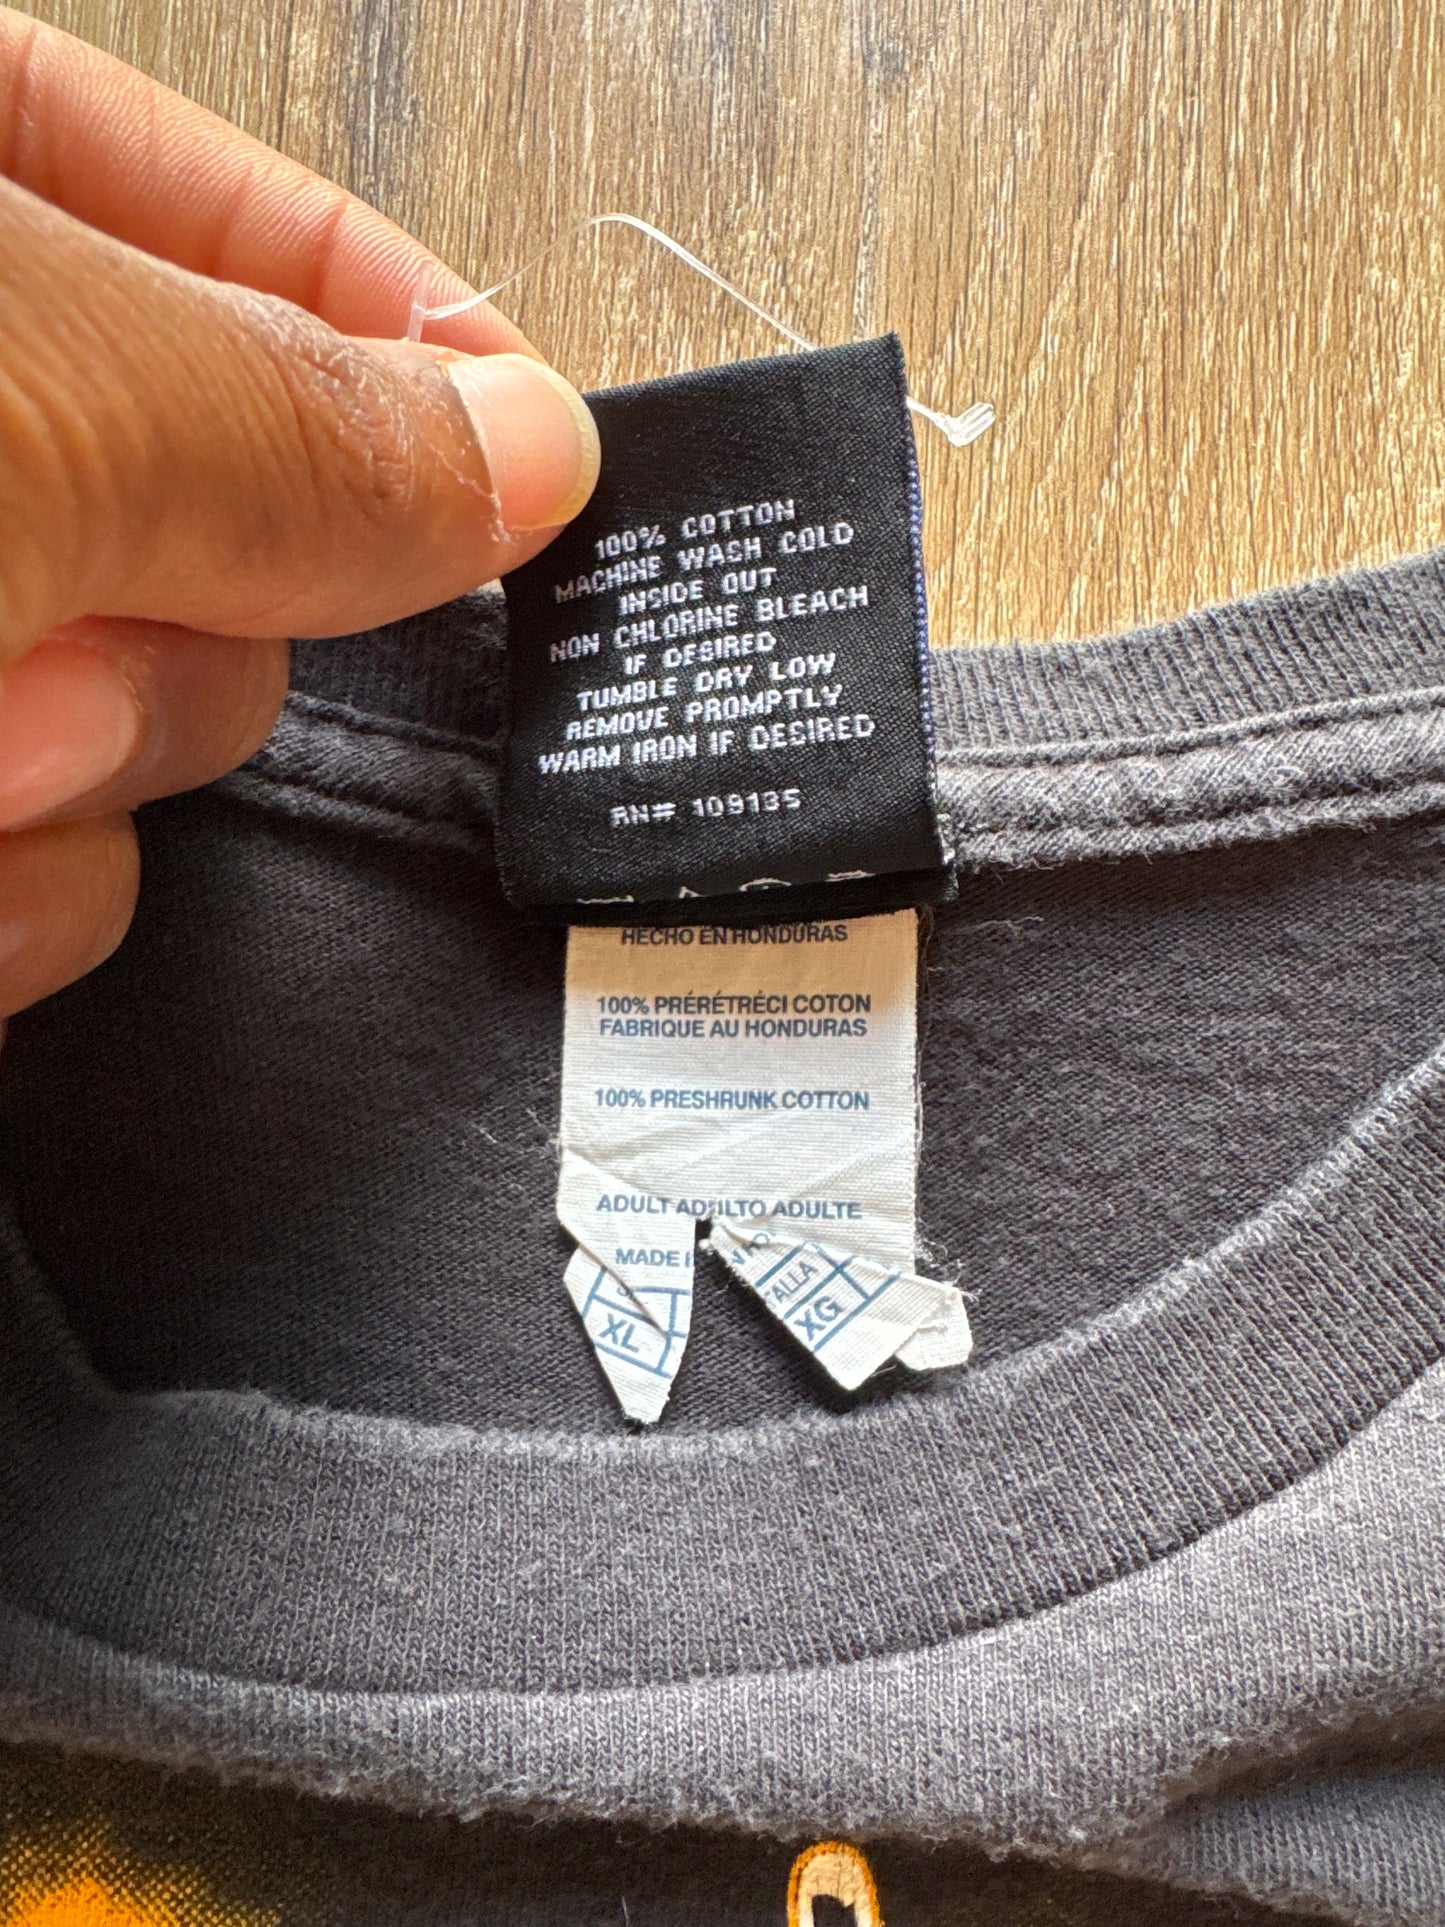 100% COTTON
MACHINE WASH COLD
INSIDE OUT
NON CHLORINE BLEACH
IF DESIRED
TUMBLE DRY LOW
REMOVE PROMPTLY
WARM IRON IF DESIRED
RN# 109135
HECHO EN HONDURAS
100% PRÉRÉTRÉCI COTON
FABRIQUE AU HONDURAS
100% PRESHRUNK COTTON
ADULT ADULTO ADULTE
MADE
TALLA
XL
XG